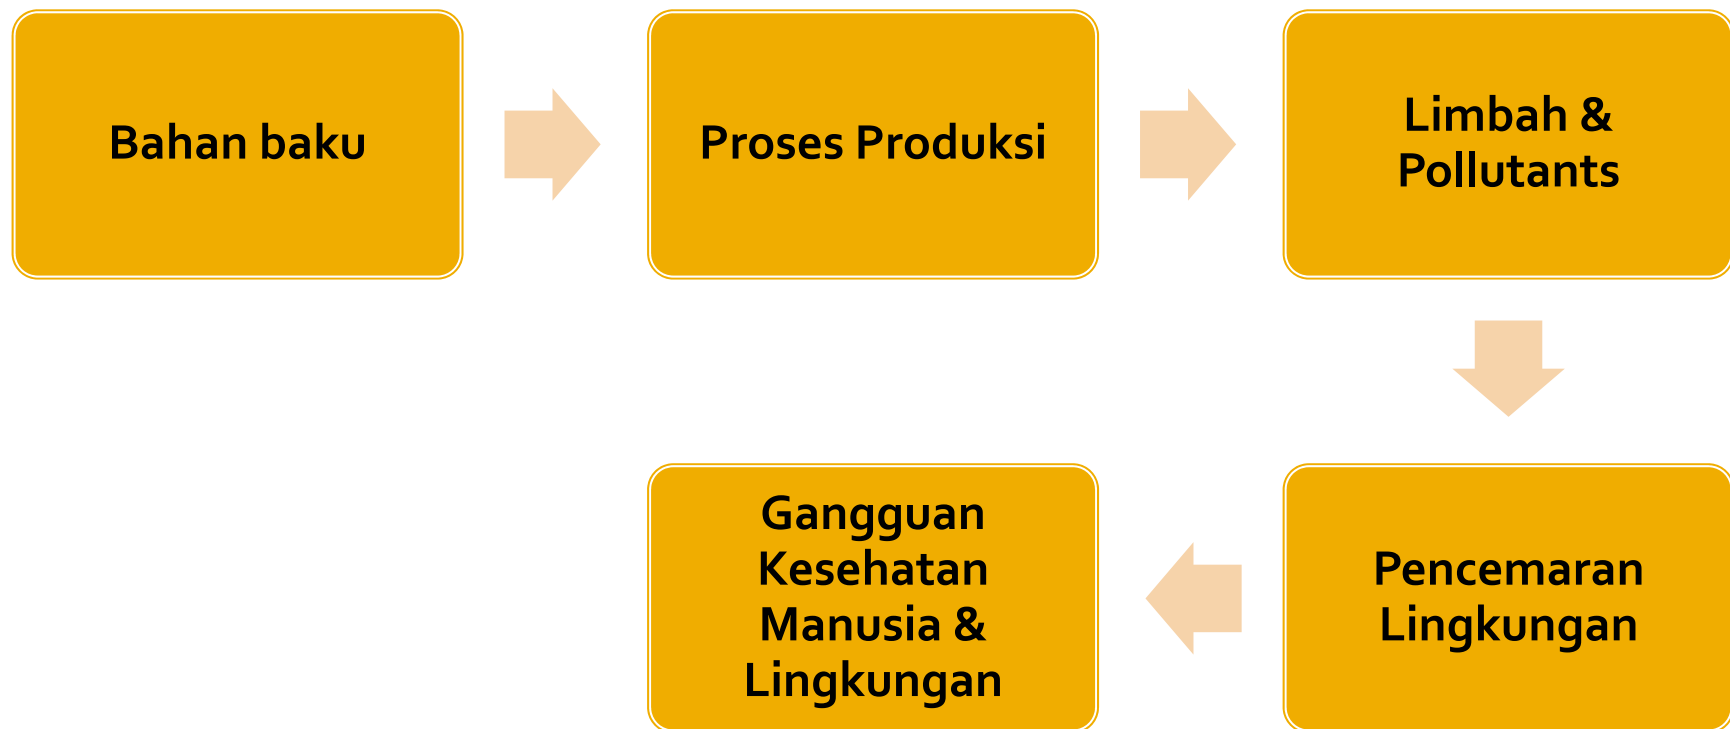 Bahan baku
Proses Produksi
Limbah &
Pollutants
Pencemaran
Lingkungan
Gangguan
Kesehatan
Manusia &
Lingkungan